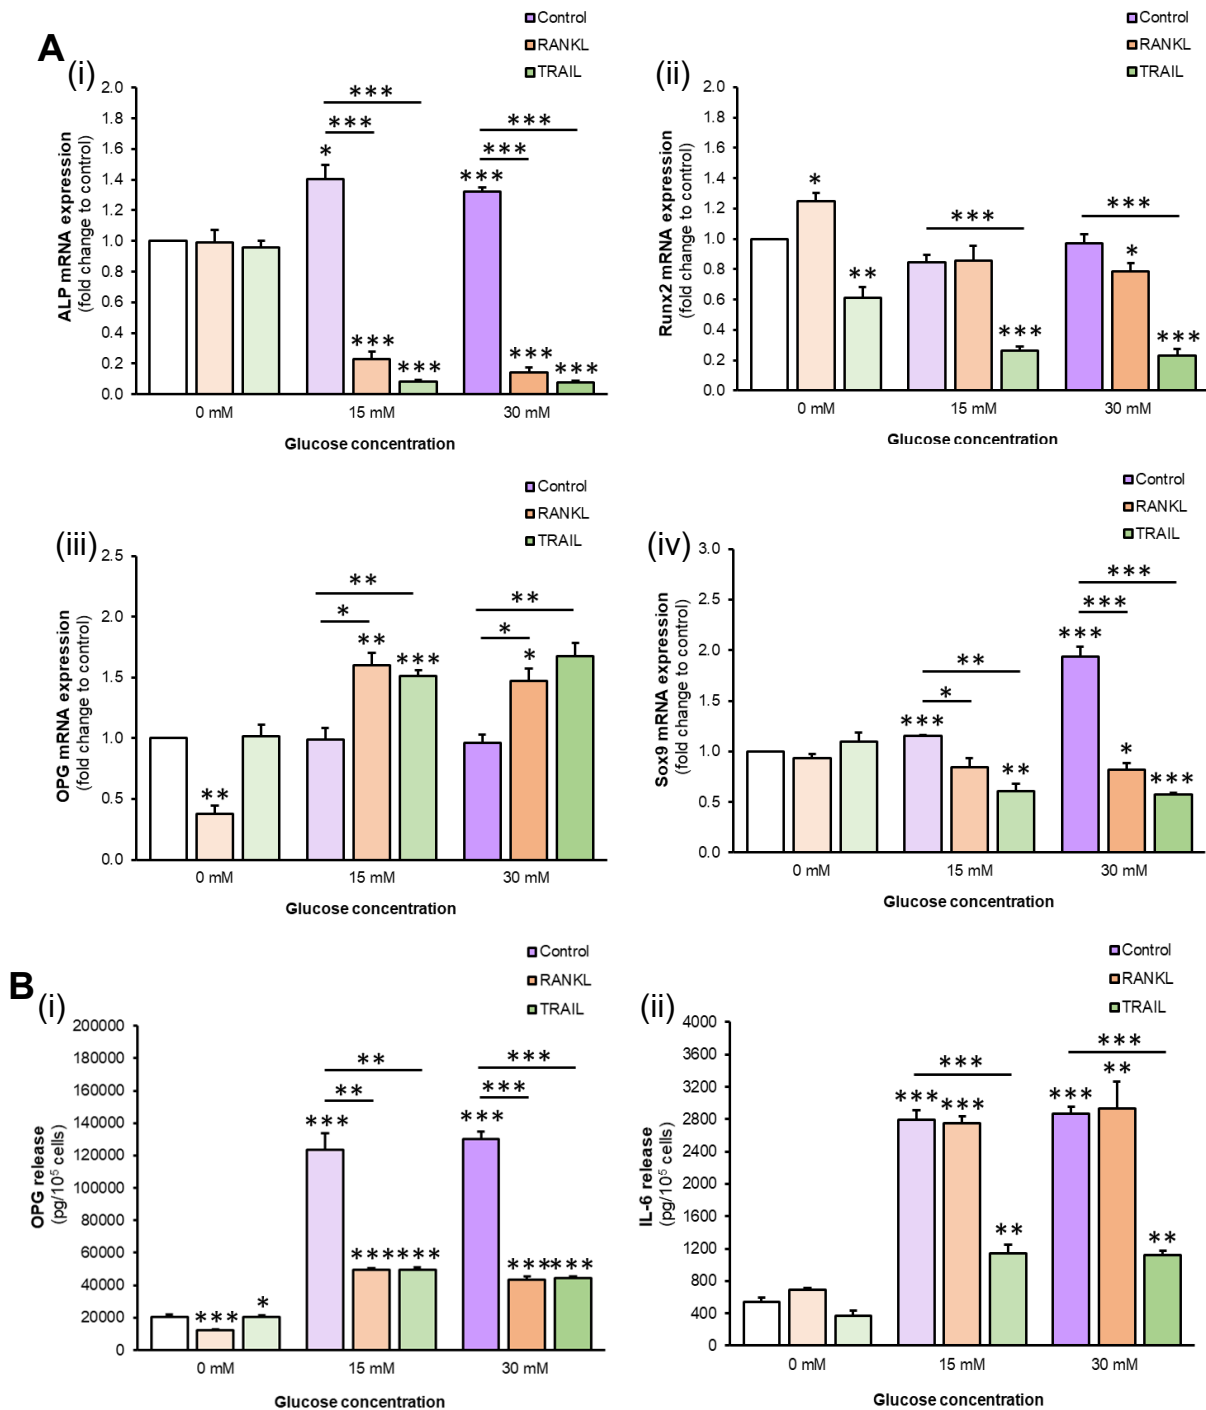 A
(i)
Control
RANKL
TRAIL
ALP mRNA expression
(fold change to control)
2.0
1.8
1.6
1.4
1.2
1.0
0.8
0.6
0.4
0.2
0.0
***
***
*
***
***
***
***
***
***
***
0 mM
15 mM
30 mM
Glucose concentration
(ii)
Control
RANKL
TRAIL
Runx2 mRNA expression
(fold change to control)
2.0
1.8
1.6
1.4
1.2
1.0
0.8
0.6
0.4
0.2
0.0
*
**
***
***
***
*
***
0 mM
15 mM
30 mM
Glucose concentration
(iii)
Control
RANKL
TRAIL
OPG mRNA expression
(fold change to control)
2.5
2.0
1.5
1.0
0.5
0.0
**
**
*
**
***
**
*
*
0 mM
15 mM
30 mM
Glucose concentration
(iv)
Control
RANKL
TRAIL
Sox9 mRNA expression
(fold change to control)
3.0
2.5
2.0
1.5
1.0
0.5
0.0
**
*
***
**
***
***
***
*
***
0 mM
15 mM
30 mM
Glucose concentration
B
(i)
Control
RANKL
TRAIL
OPG release
(pg/10⁵ cells)
200000
180000
160000
140000
120000
100000
80000
60000
40000
20000
0
***
*
**
**
***
***
***
***
***
***
***
***
0 mM
15 mM
30 mM
Glucose concentration
(ii)
Control
RANKL
TRAIL
IL-6 release
(pg/10⁵ cells)
4000
3600
3200
2800
2400
2000
1600
1200
800
400
0
***
***
***
**
***
***
**
**
0 mM
15 mM
30 mM
Glucose concentration